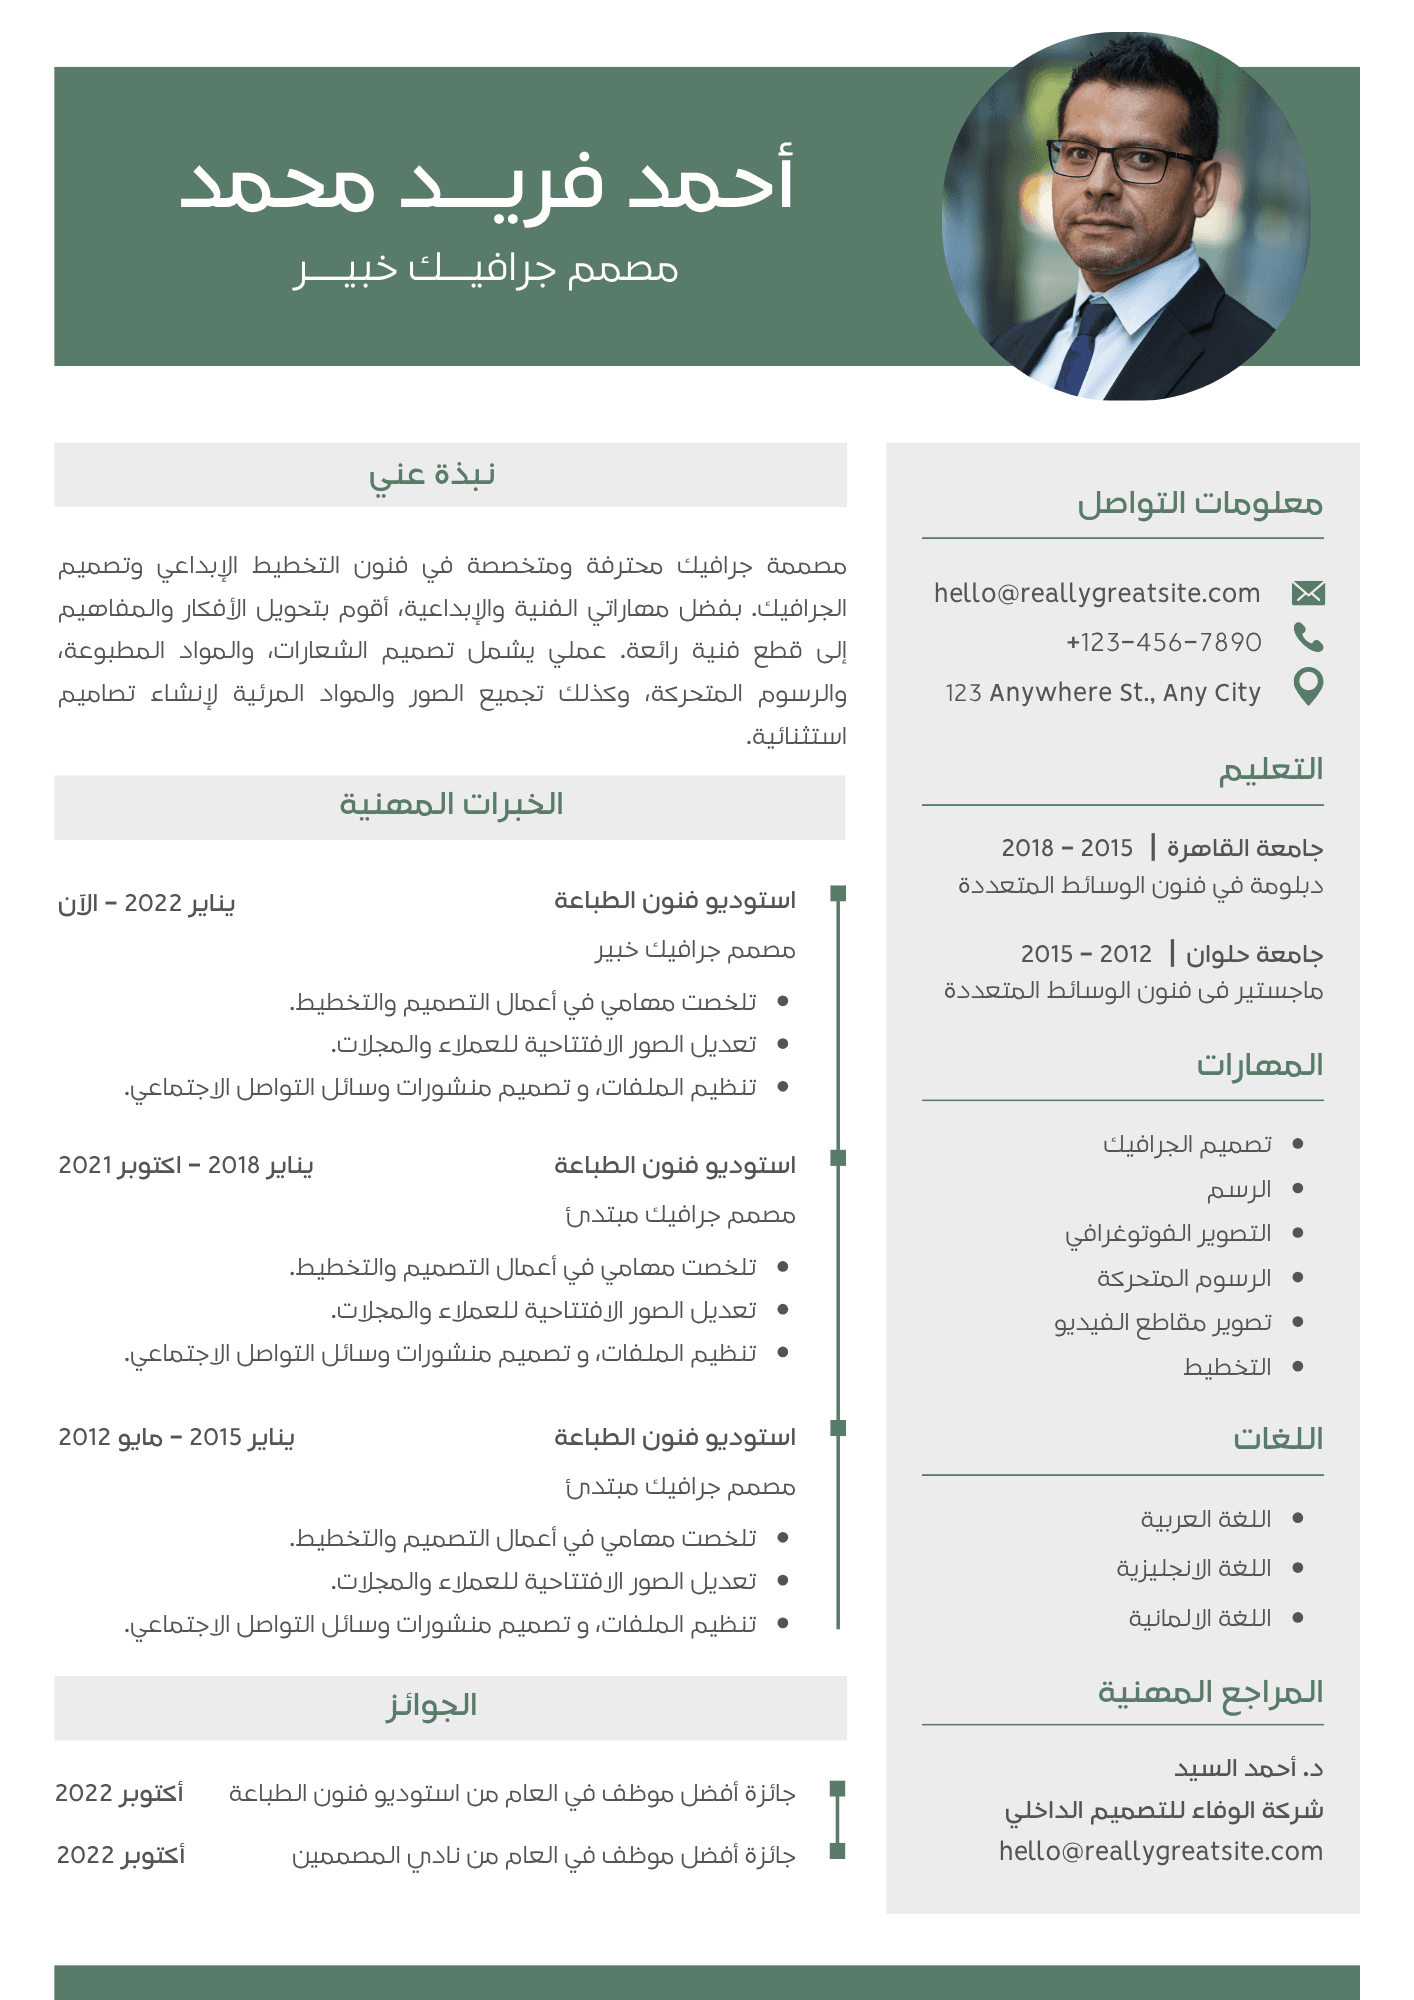 أحمد فريـــد محمد
مصمم جرافيـــك خبيـــر
معلومات التواصل
hello@reallygreatsite.com
+123-456-7890
123 Anywhere St., Any City
التعليم
جامعة القاهرة | 2015 - 2018
دبلومة في فنون الوسائط المتعددة
جامعة حلوان | 2012 - 2015
ماجستير فى فنون الوسائط المتعددة
المهارات
• تصميم الجرافيك
• الرسم
• التصوير الفوتوغرافي
• الرسوم المتحركة
• تصوير مقاطع الفيديو
• التخطيط
اللغات
• اللغة العربية
• اللغة الانجليزية
• اللغة الالمانية
المراجع المهنية
د. أحمد السيد
شركة الوفاء للتصميم الداخلي
hello@reallygreatsite.com
نبذة عني
مصممة جرافيك محترفة ومتخصصة في فنون التخطيط الإبداعي وتصميم
الجرافيك. بفضل مهاراتي الفنية والإبداعية، أقوم بتحويل الأفكار والمفاهيم
إلى قطع فنية رائعة. عملي يشمل تصميم الشعارات، والمواد المطبوعة،
والرسوم المتحركة، وكذلك تجميع الصور والمواد المرئية لإنشاء تصاميم
استثنائية.
الخبرات المهنية
استوديو فنون الطباعة يناير 2022 - الآن
مصمم جرافيك خبير
• تلخصت مهامي في أعمال التصميم والتخطيط.
• تعديل الصور الافتتاحية للعملاء والمجلات.
• تنظيم الملفات، و تصميم منشورات وسائل التواصل الاجتماعي.
استوديو فنون الطباعة يناير 2018 - اكتوبر 2021
مصمم جرافيك مبتدئ
• تلخصت مهامي في أعمال التصميم والتخطيط.
• تعديل الصور الافتتاحية للعملاء والمجلات.
• تنظيم الملفات، و تصميم منشورات وسائل التواصل الاجتماعي.
استوديو فنون الطباعة يناير 2015 - مايو 2012
مصمم جرافيك مبتدئ
• تلخصت مهامي في أعمال التصميم والتخطيط.
• تعديل الصور الافتتاحية للعملاء والمجلات.
• تنظيم الملفات، و تصميم منشورات وسائل التواصل الاجتماعي.
الجوائز
جائزة أفضل موظف في العام من استوديو فنون الطباعة أكتوبر 2022
جائزة أفضل موظف في العام من نادي المصممين أكتوبر 2022